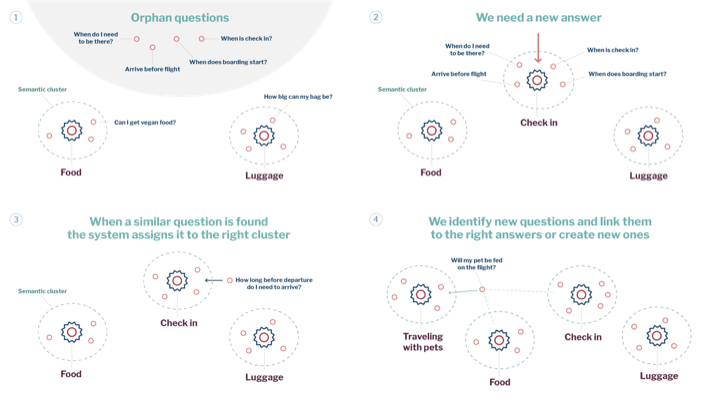 1
Orphan questions
When do I need
to be there?
When is check in?
Arrive before flight
When does boarding start?
Semantic cluster
How big can my bag be?
Can I get vegan food?
Food
Luggage
2
We need a new answer
When do I need
to be there?
When is check in?
Arrive before flight
When does boarding start?
Semantic cluster
Check in
Food
Luggage
3
When a similar question is found
the system assigns it to the right cluster
How long before departure
do I need to arrive?
Semantic cluster
Check in
Food
Luggage
4
We identify new questions and link them
to the right answers or create new ones
Will my pet be fed
on the flight?
Traveling
with pets
Check in
Food
Luggage